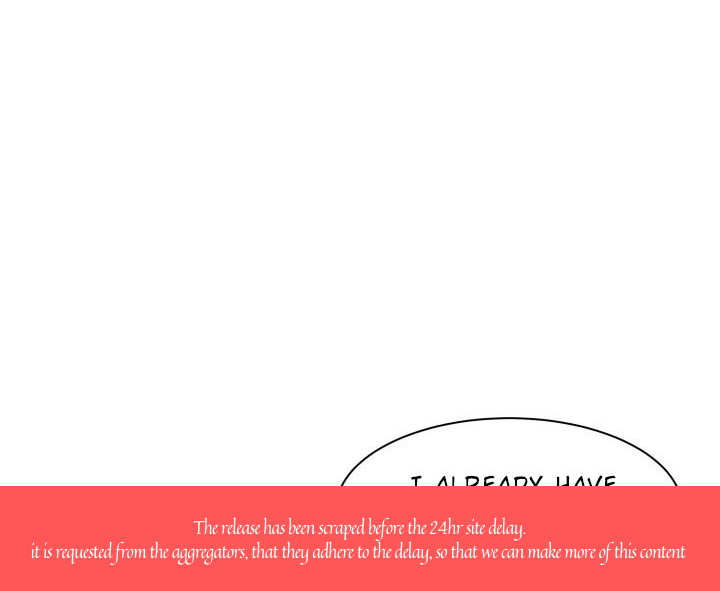 I ALREADY HAVE
The release has been scraped before the 24hr site delay.
it is requested from the aggregators, that they adhere to the delay, so that we can make more of this content